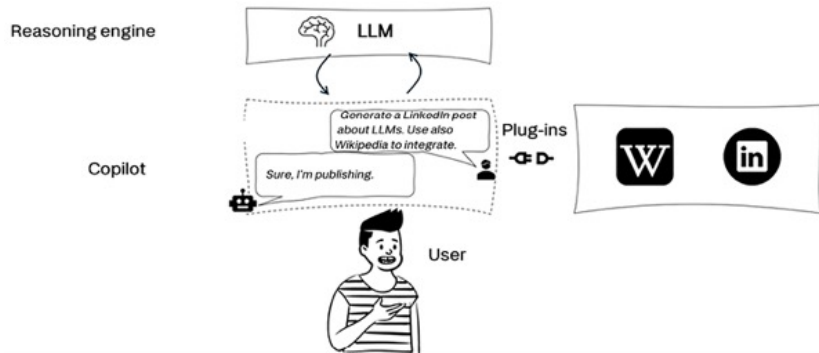 Reasoning engine
LLM
Generate a LinkedIn post
about LLMs. Use also
Wikipedia to integrate.
Plug-ins
W
in
Copilot
Sure, I'm publishing.
User